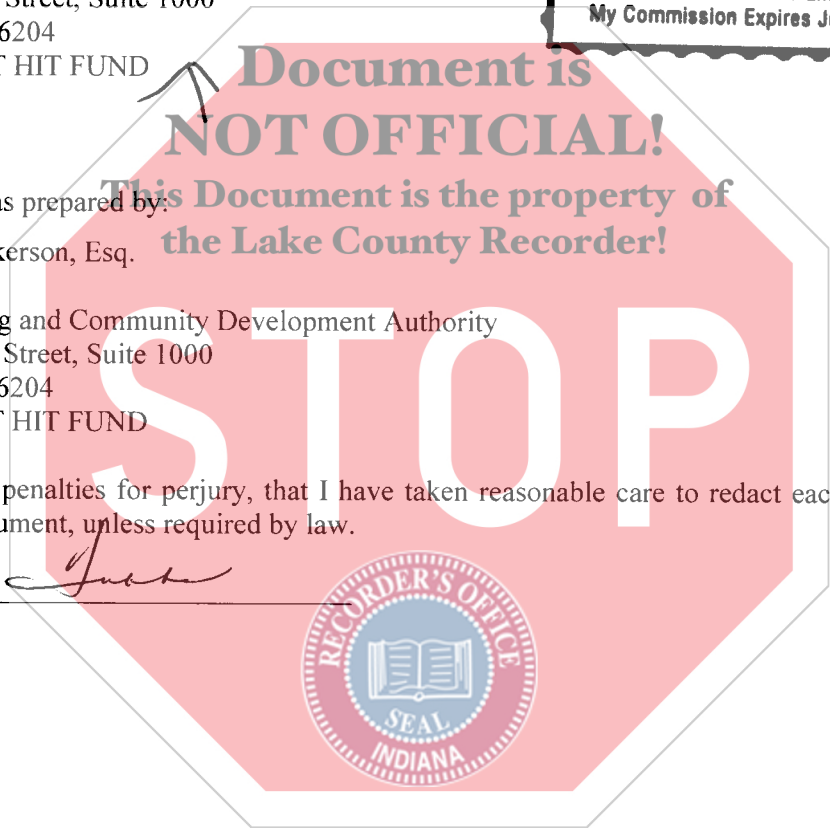 Street, Suite 1000
My Commission Expires J
6204
HIT FUND
Document is
NOT OFFICIAL!
This Document is the property of
the Lake County Recorder!
as prepared by:
kerson, Esq.
g and Community Development Authority
Street, Suite 1000
6204
HIT FUND
STOP
penalties for perjury, that I have taken reasonable care to redact eac
ument, unless required by law.
RECORDER'S OFFICE
SEAL
INDIANA